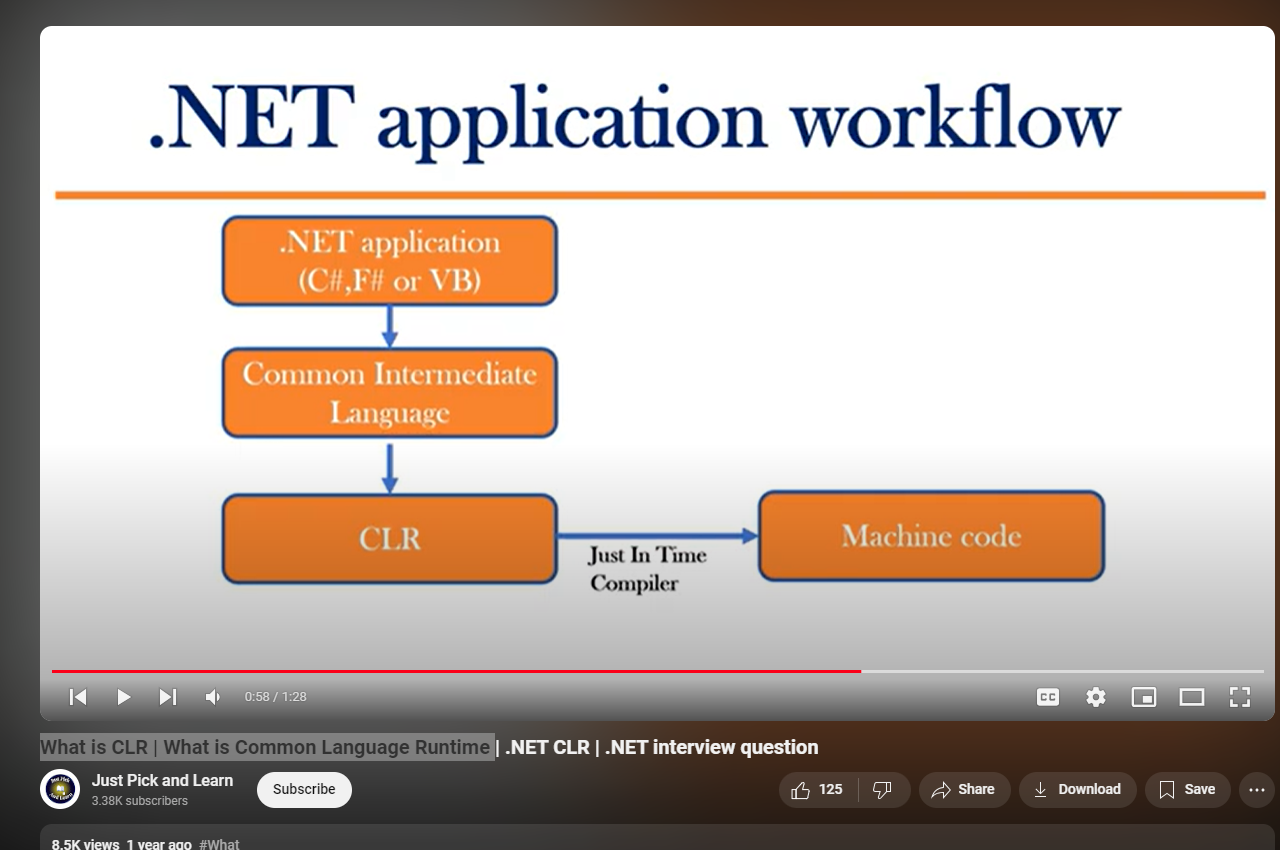 .NET application workflow
.NET application
(C#,F# or VB)
Common Intermediate
Language
CLR
Just In Time
Compiler
Machine code
0:58 / 1:28
CC
What is CLR | What is Common Language Runtime | .NET CLR | .NET interview question
Just Pick and Learn
3.38K subscribers
Subscribe
125
Share
Download
Save
8.5K views 1 year ago #What